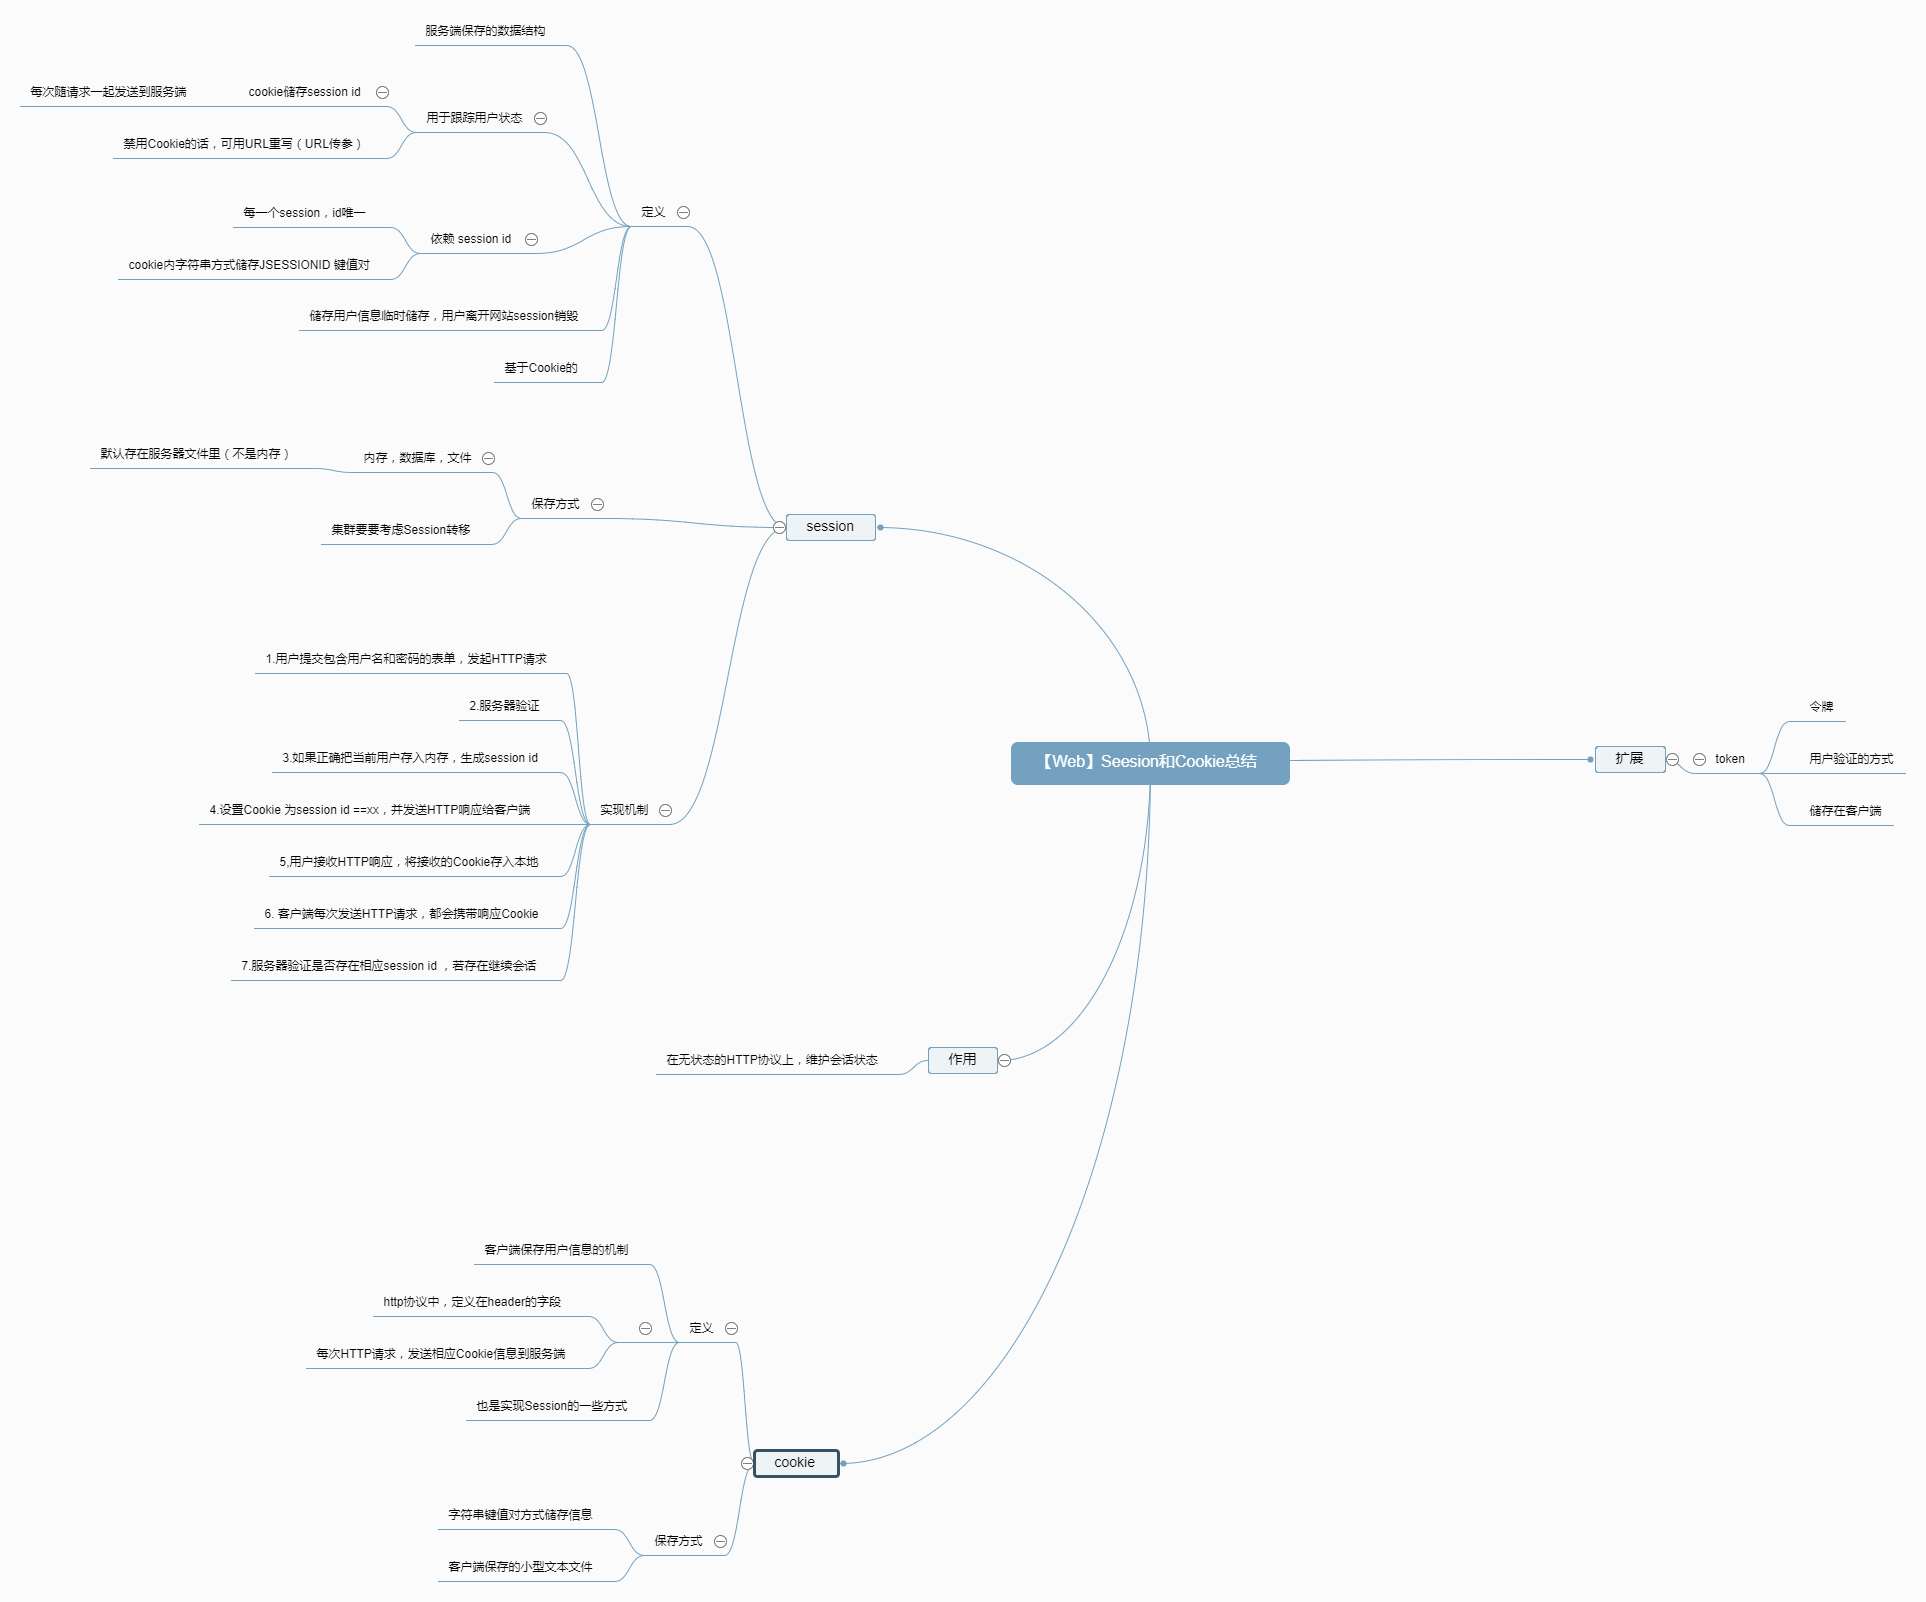 【Web】Seesion和Cookie总结
session
定义
服务端保存的数据结构
用于跟踪用户状态
cookie储存session id
每次随请求一起发送到服务端
禁用Cookie的话，可用URL重写（URL传参）
依赖 session id
每一个session，id唯一
cookie内字符串方式储存JSESSIONID 键值对
储存用户信息临时储存，用户离开网站session销毁
基于Cookie的
保存方式
内存，数据库，文件
默认存在服务器文件里（不是内存）
集群要要考虑Session转移
实现机制
1.用户提交包含用户名和密码的表单，发起HTTP请求
2.服务器验证
3.如果正确把当前用户存入内存，生成session id
4.设置Cookie 为session id ==xx，并发送HTTP响应给客户端
5,用户接收HTTP响应，将接收的Cookie存入本地
6. 客户端每次发送HTTP请求，都会携带响应Cookie
7.服务器验证是否存在相应session id ，若存在继续会话
作用
在无状态的HTTP协议上，维护会话状态
cookie
定义
客户端保存用户信息的机制
http协议中，定义在header的字段
每次HTTP请求，发送相应Cookie信息到服务端
也是实现Session的一些方式
保存方式
字符串键值对方式储存信息
客户端保存的小型文本文件
扩展
token
令牌
用户验证的方式
储存在客户端